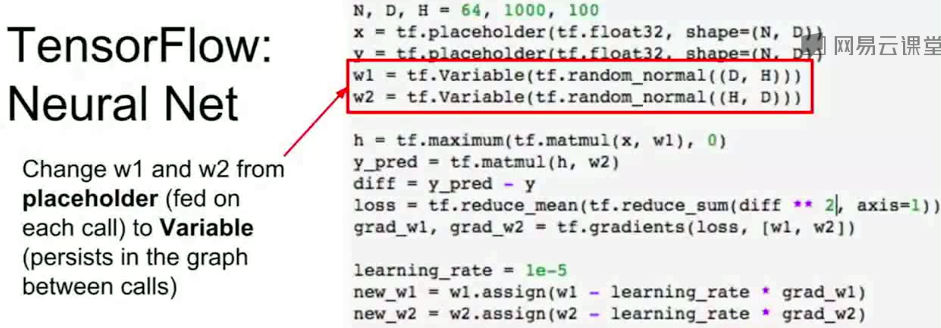 TensorFlow:
Neural Net
Change w1 and w2 from
placeholder (fed on
each call) to Variable
(persists in the graph
between calls)
N, D, H = 64, 1000, 100
x = tf.placeholder(tf.float32, shape=(N, D))
y = tf.placeholder(tf.float32, shape=(N, D))
w1 = tf.Variable(tf.random_normal((D, H)))
w2 = tf.Variable(tf.random_normal((H, D)))
h = tf.maximum(tf.matmul(x, w1), 0)
y_pred = tf.matmul(h, w2)
diff = y_pred - y
loss = tf.reduce_mean(tf.reduce_sum(diff ** 2, axis=1))
grad_w1, grad_w2 = tf.gradients(loss, [w1, w2])
learning_rate = 1e-5
new_w1 = w1.assign(w1 - learning_rate * grad_w1)
new_w2 = w2.assign(w2 - learning_rate * grad_w2)
网易云课堂